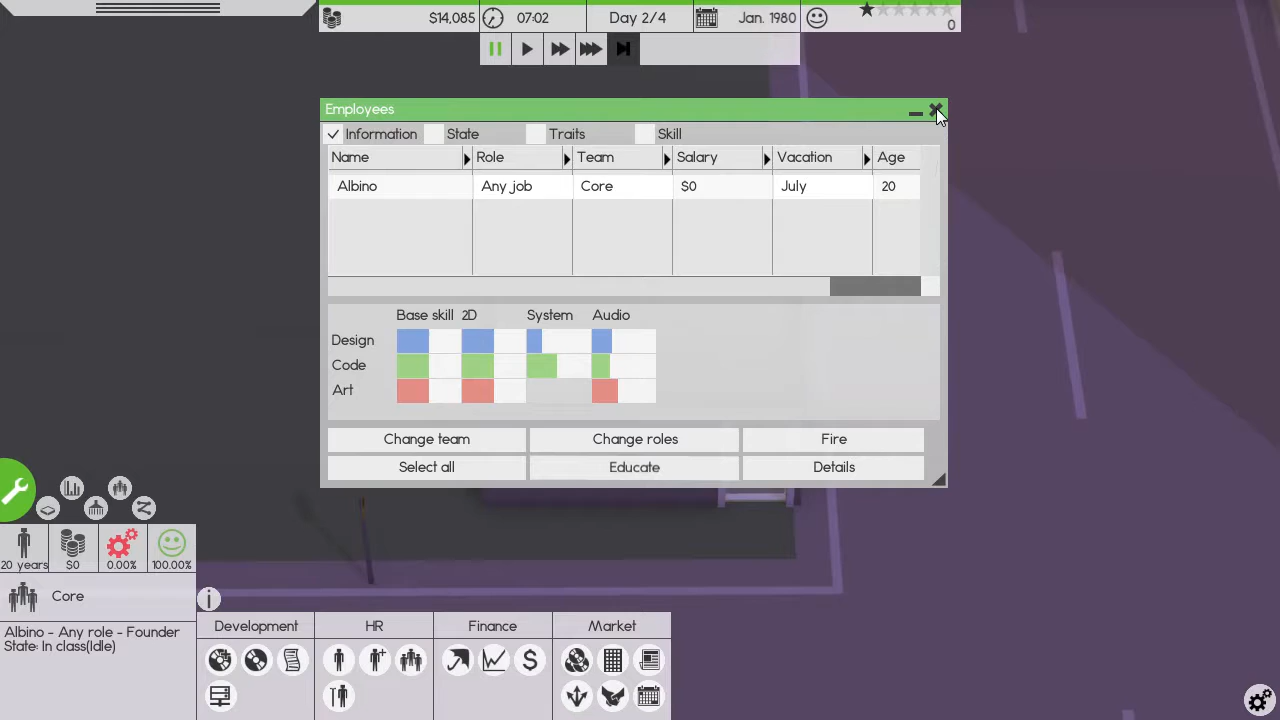 $14,085 07:02 Day 2/4 Jan. 1980 0
Employees
Information State Traits Skill
Name Role Team Salary Vacation Age
Albino Any job Core $0 July 20
Base skill 2D System Audio
Design
Code
Art
Change team Change roles Fire
Select all Educate Details
20 years $0 0.00% 100.00%
Core
Albino - Any role - Founder
State: In class(Idle)
Development HR Finance Market